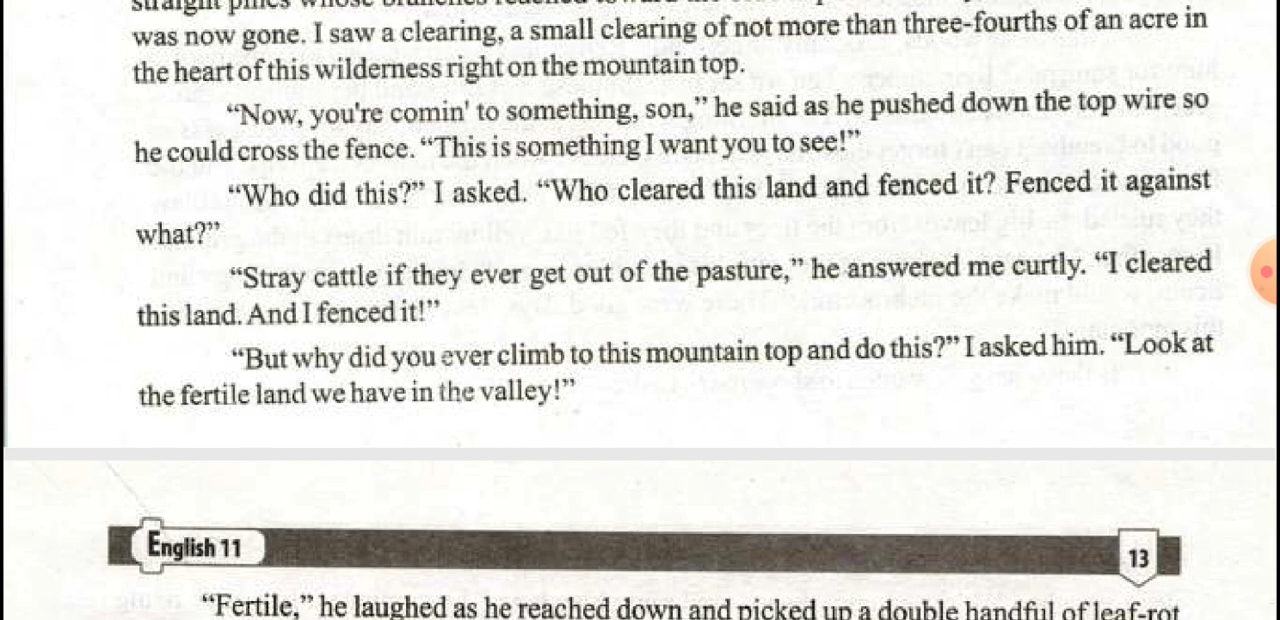 was now gone. I saw a clearing, a small clearing of not more than three-fourths of an acre in
the heart of this wilderness right on the mountain top.
“Now, you're comin' to something, son,” he said as he pushed down the top wire so
he could cross the fence. “This is something I want you to see!”
“Who did this?” I asked. “Who cleared this land and fenced it? Fenced it against
what?”
“Stray cattle if they ever get out of the pasture,” he answered me curtly. “I cleared
this land. And I fenced it!”
“But why did you ever climb to this mountain top and do this?” I asked him. “Look at
the fertile land we have in the valley!”
English 11
13
“Fertile,” he laughed as he reached down and picked up a double handful of leaf-rot